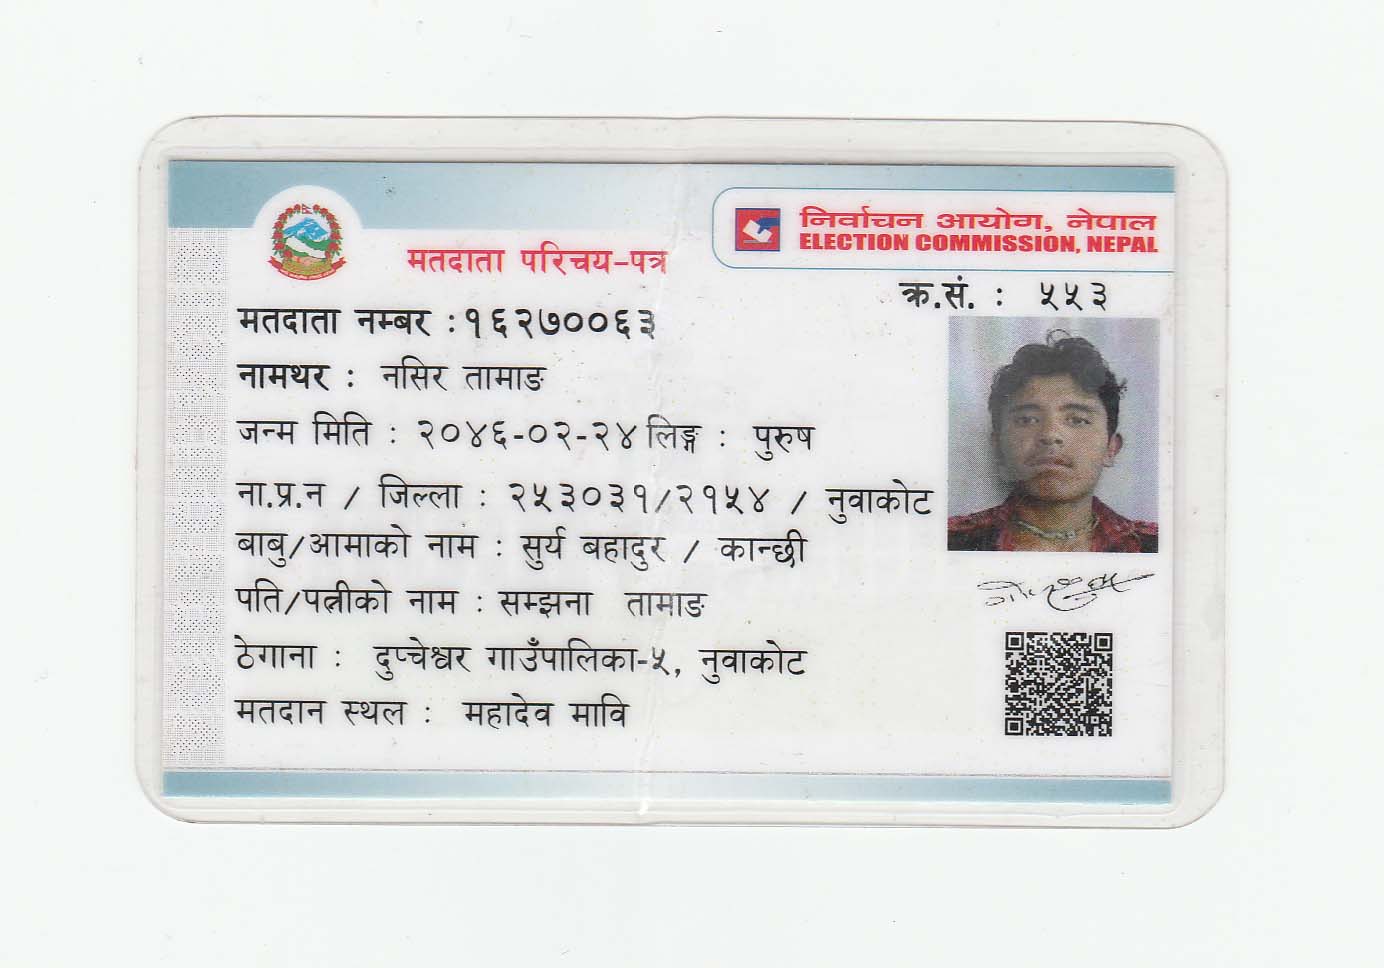 निर्वाचन आयोग, नेपाल
ELECTION COMMISSION, NEPAL
मतदाता परिचय-पत्र
क्र.सं. : ५५३
मतदाता नम्बर :१६२७००६३
नामथर : नसिर तामाङ
जन्म मिति : २०४६-०२-२४ लिङ्ग : पुरुष
ना.प्र.न / जिल्ला : २५३०३१/२१५४ / नुवाकोट
बाबु/आमाको नाम : सुर्य बहादुर / कान्छी
पति/पत्नीको नाम : सम्झना तामाङ
ठेगाना : दुप्चेश्वर गाउँपालिका-५, नुवाकोट
मतदान स्थल : महादेव मावि